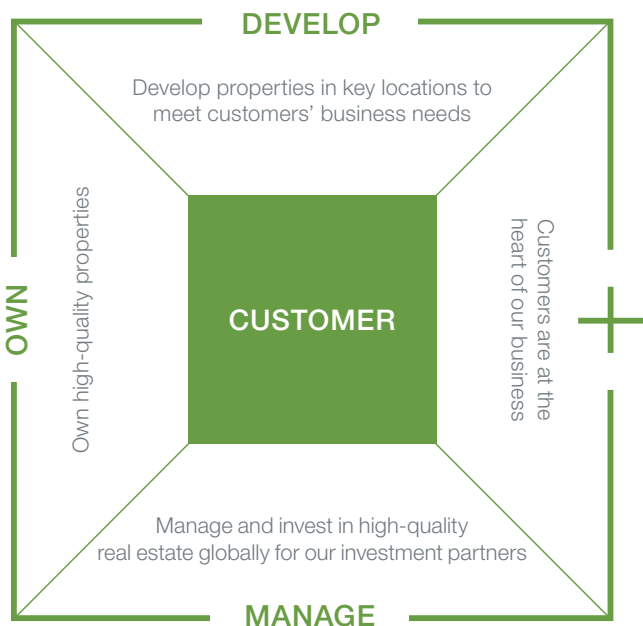 DEVELOP
Develop properties in key locations to
meet customers’ business needs
OWN
Own high-quality properties
CUSTOMER
Customers are at the
heart of our business
Manage and invest in high-quality
real estate globally for our investment partners
MANAGE